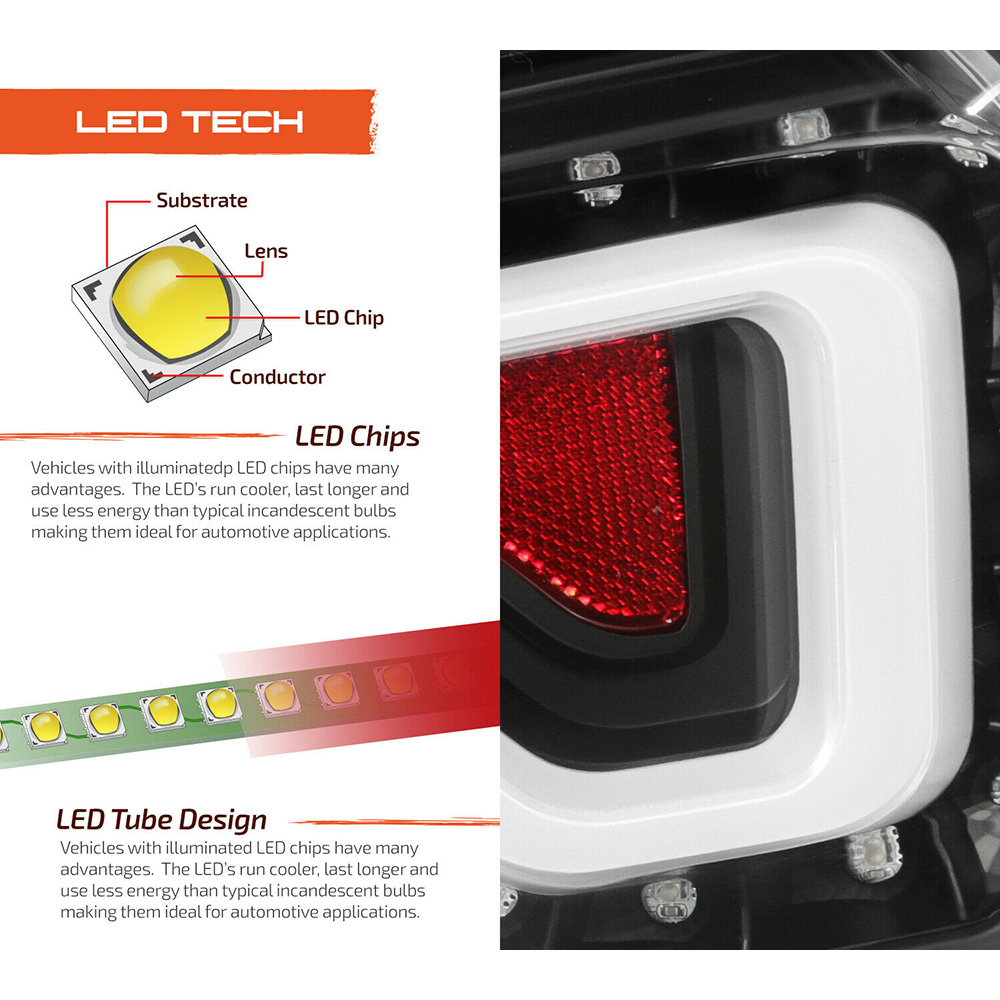 LED TECH
Substrate
Lens
LED Chip
Conductor
LED Chips
Vehicles with illuminatedp LED chips have many
advantages. The LED's run cooler, last longer and
use less energy than typical incandescent bulbs
making them ideal for automotive applications.
LED Tube Design
Vehicles with illuminated LED chips have many
advantages. The LED's run cooler, last longer and
use less energy than typical incandescent bulbs
making them ideal for automotive applications.